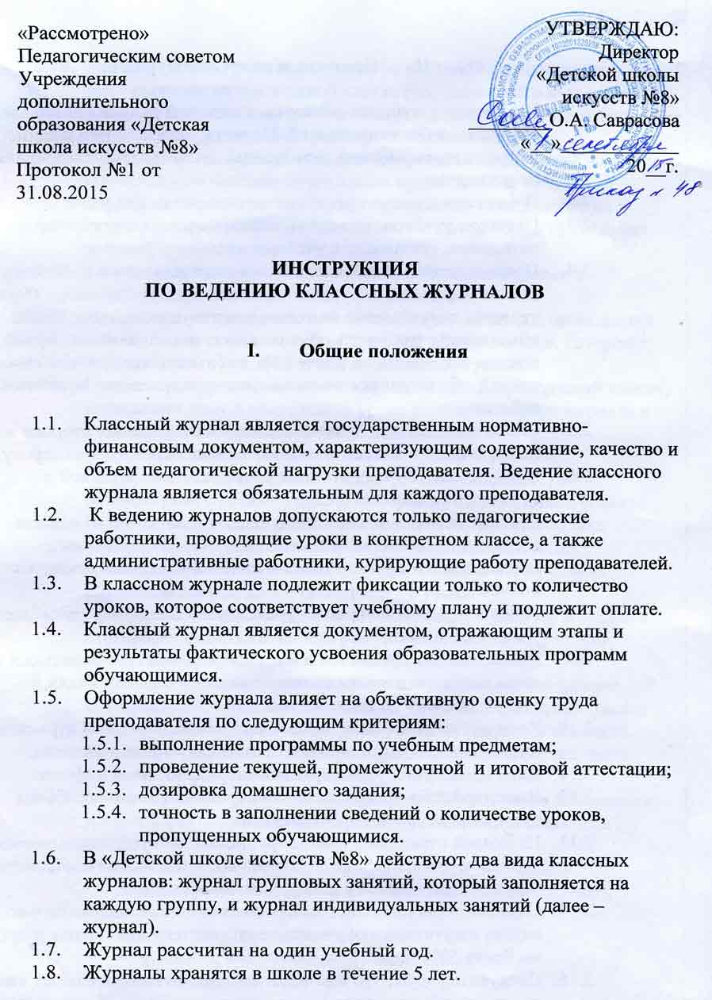 «Рассмотрено»
Педагогическим советом
Учреждения
дополнительного
образования «Детская
школа искусств №8»
Протокол №1 от
31.08.2015
УТВЕРЖДАЮ:
Директор
«Детской школы
искусств №8»
О.А. Саврасова
« 1 » сентября
2015 г.
Приказ № 48
ИНСТРУКЦИЯ
ПО ВЕДЕНИЮ КЛАССНЫХ ЖУРНАЛОВ
I. Общие положения
1.1. Классный журнал является государственным нормативно-
финансовым документом, характеризующим содержание, качество и
объем педагогической нагрузки преподавателя. Ведение классного
журнала является обязательным для каждого преподавателя.
1.2. К ведению журналов допускаются только педагогические
работники, проводящие уроки в конкретном классе, а также
административные работники, курирующие работу преподавателей.
1.3. В классном журнале подлежит фиксации только то количество
уроков, которое соответствует учебному плану и подлежит оплате.
1.4. Классный журнал является документом, отражающим этапы и
результаты фактического усвоения образовательных программ
обучающимися.
1.5. Оформление журнала влияет на объективную оценку труда
преподавателя по следующим критериям:
1.5.1. выполнение программы по учебным предметам;
1.5.2. проведение текущей, промежуточной и итоговой аттестации;
1.5.3. дозировка домашнего задания;
1.5.4. точность в заполнении сведений о количестве уроков,
пропущенных обучающимися.
1.6. В «Детской школе искусств №8» действуют два вида классных
журналов: журнал групповых занятий, который заполняется на
каждую группу, и журнал индивидуальных занятий (далее –
журнал).
1.7. Журнал рассчитан на один учебный год.
1.8. Журналы хранятся в школе в течение 5 лет.